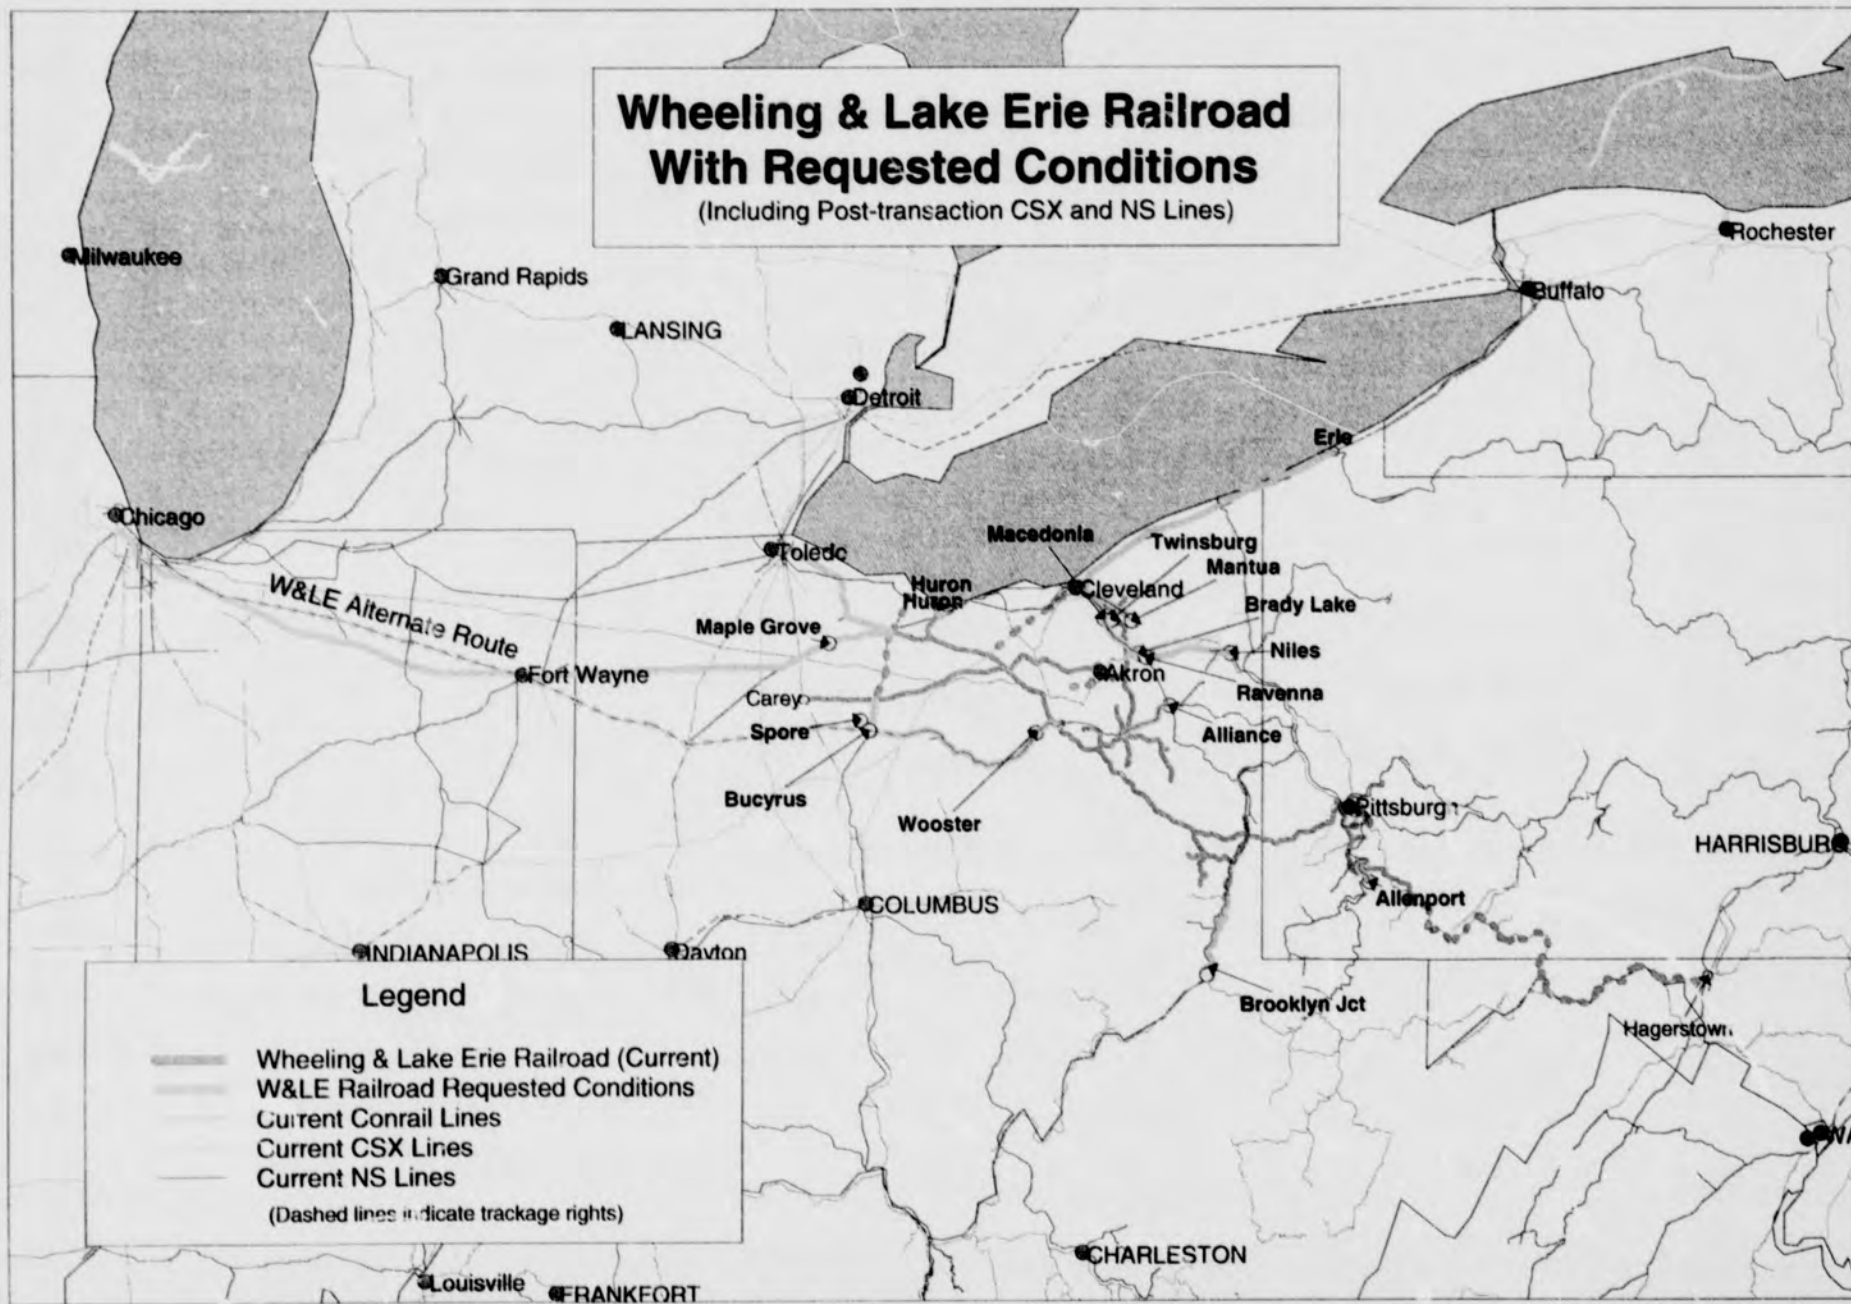 Wheeling & Lake Erie Railroad
With Requested Conditions
(Including Post-transaction CSX and NS Lines)
Milwaukee
Grand Rapids
LANSING
Detroit
Rochester
Buffalo
Erie
Chicago
W&LE Alternate Route
Toledo
Macedonia
Twinsburg
Mantua
Huron
Huron
Cleveland
Brady Lake
Maple Grove
Niles
Fort Wayne
Akron
Carey
Ravenna
Spore
Alliance
Bucyrus
Wooster
Pittsburgh
HARRISBURG
Allenport
COLUMBUS
INDIANAPOLIS
Dayton
Brooklyn Jct
Hagerstown
Legend
Wheeling & Lake Erie Railroad (Current)
W&LE Railroad Requested Conditions
Current Conrail Lines
Current CSX Lines
Current NS Lines
(Dashed lines indicate trackage rights)
WA
CHARLESTON
Louisville
FRANKFORT